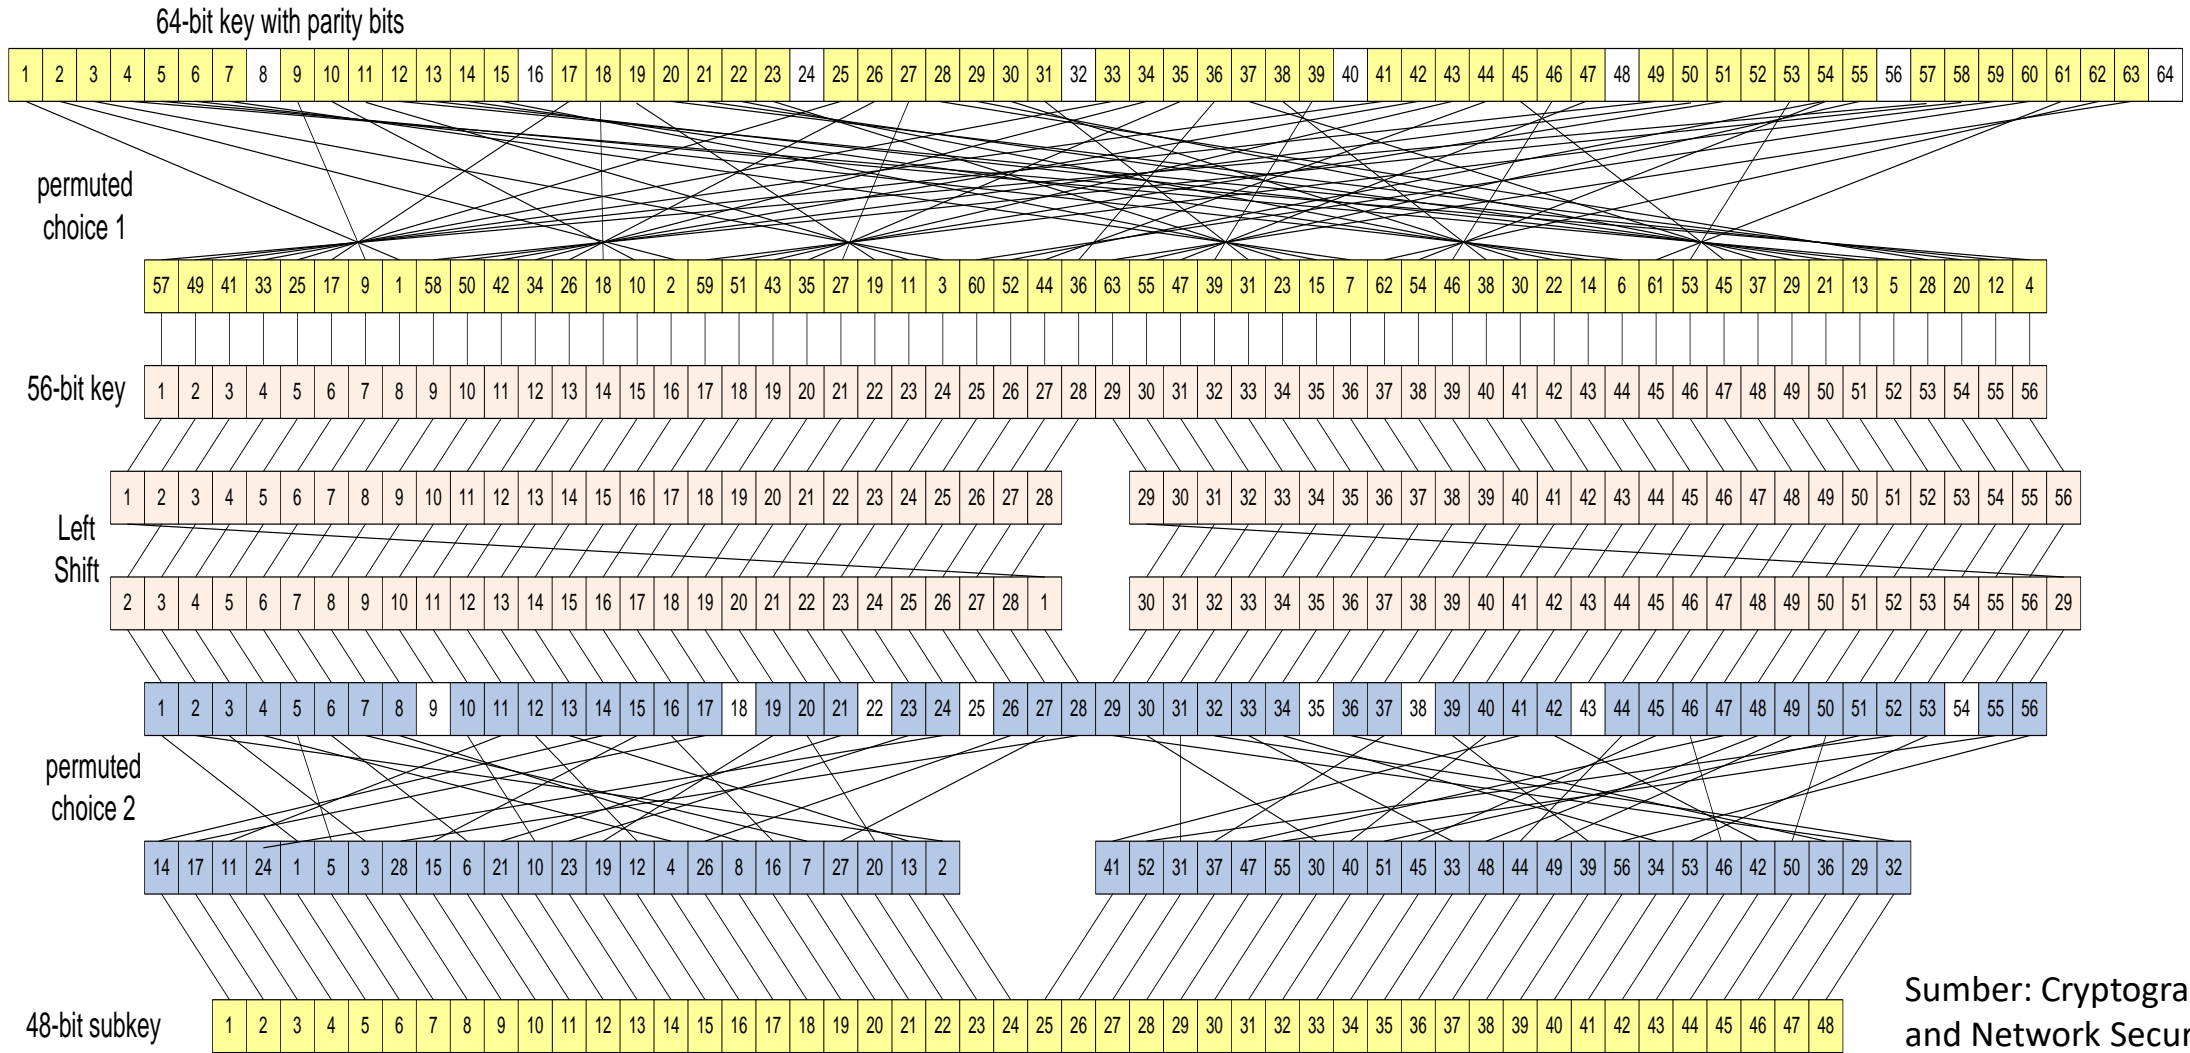 64-bit key with parity bits
1 2 3 4 5 6 7 8 9 10 11 12 13 14 15 16 17 18 19 20 21 22 23 24 25 26 27 28 29 30 31 32 33 34 35 36 37 38 39 40 41 42 43 44 45 46 47 48 49 50 51 52 53 54 55 56 57 58 59 60 61 62 63 64
permuted
choice 1
57 49 41 33 25 17 9 1 58 50 42 34 26 18 10 2 59 51 43 35 27 19 11 3 60 52 44 36 63 55 47 39 31 23 15 7 62 54 46 38 30 22 14 6 61 53 45 37 29 21 13 5 28 20 12 4
56-bit key
1 2 3 4 5 6 7 8 9 10 11 12 13 14 15 16 17 18 19 20 21 22 23 24 25 26 27 28 29 30 31 32 33 34 35 36 37 38 39 40 41 42 43 44 45 46 47 48 49 50 51 52 53 54 55 56
1 2 3 4 5 6 7 8 9 10 11 12 13 14 15 16 17 18 19 20 21 22 23 24 25 26 27 28 29 30 31 32 33 34 35 36 37 38 39 40 41 42 43 44 45 46 47 48 49 50 51 52 53 54 55 56
Left
Shift
2 3 4 5 6 7 8 9 10 11 12 13 14 15 16 17 18 19 20 21 22 23 24 25 26 27 28 1 30 31 32 33 34 35 36 37 38 39 40 41 42 43 44 45 46 47 48 49 50 51 52 53 54 55 56 29
1 2 3 4 5 6 7 8 9 10 11 12 13 14 15 16 17 18 19 20 21 22 23 24 25 26 27 28 29 30 31 32 33 34 35 36 37 38 39 40 41 42 43 44 45 46 47 48 49 50 51 52 53 54 55 56
permuted
choice 2
14 17 11 24 1 5 3 28 15 6 21 10 23 19 12 4 26 8 16 7 27 20 13 2 41 52 31 37 47 55 30 40 51 45 33 48 44 49 39 56 34 53 46 42 50 36 29 32
48-bit subkey
1 2 3 4 5 6 7 8 9 10 11 12 13 14 15 16 17 18 19 20 21 22 23 24 25 26 27 28 29 30 31 32 33 34 35 36 37 38 39 40 41 42 43 44 45 46 47 48
Sumber: Cryptogra
and Network Secur